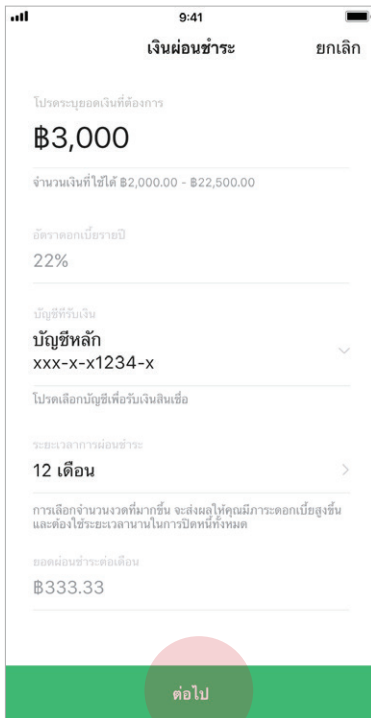 9:41
เงินผ่อนชำระ ยกเลิก
โปรดระบุยอดเงินที่ต้องการ
฿3,000
จำนวนเงินที่ใช้ได้ ฿2,000.00 - ฿22,500.00
อัตราดอกเบี้ยรายปี
22%
บัญชีที่รับเงิน
บัญชีหลัก
xxx-x-x1234-x
โปรดเลือกบัญชีเพื่อรับเงินสินเชื่อ
ระยะเวลาการผ่อนชำระ
12 เดือน
การเลือกจำนวนงวดที่มากขึ้น จะส่งผลให้คุณมีภาระดอกเบี้ยสูงขึ้น
และต้องใช้ระยะเวลานานในการปิดหนี้ทั้งหมด
ยอดผ่อนชำระต่อเดือน
฿333.33
ต่อไป